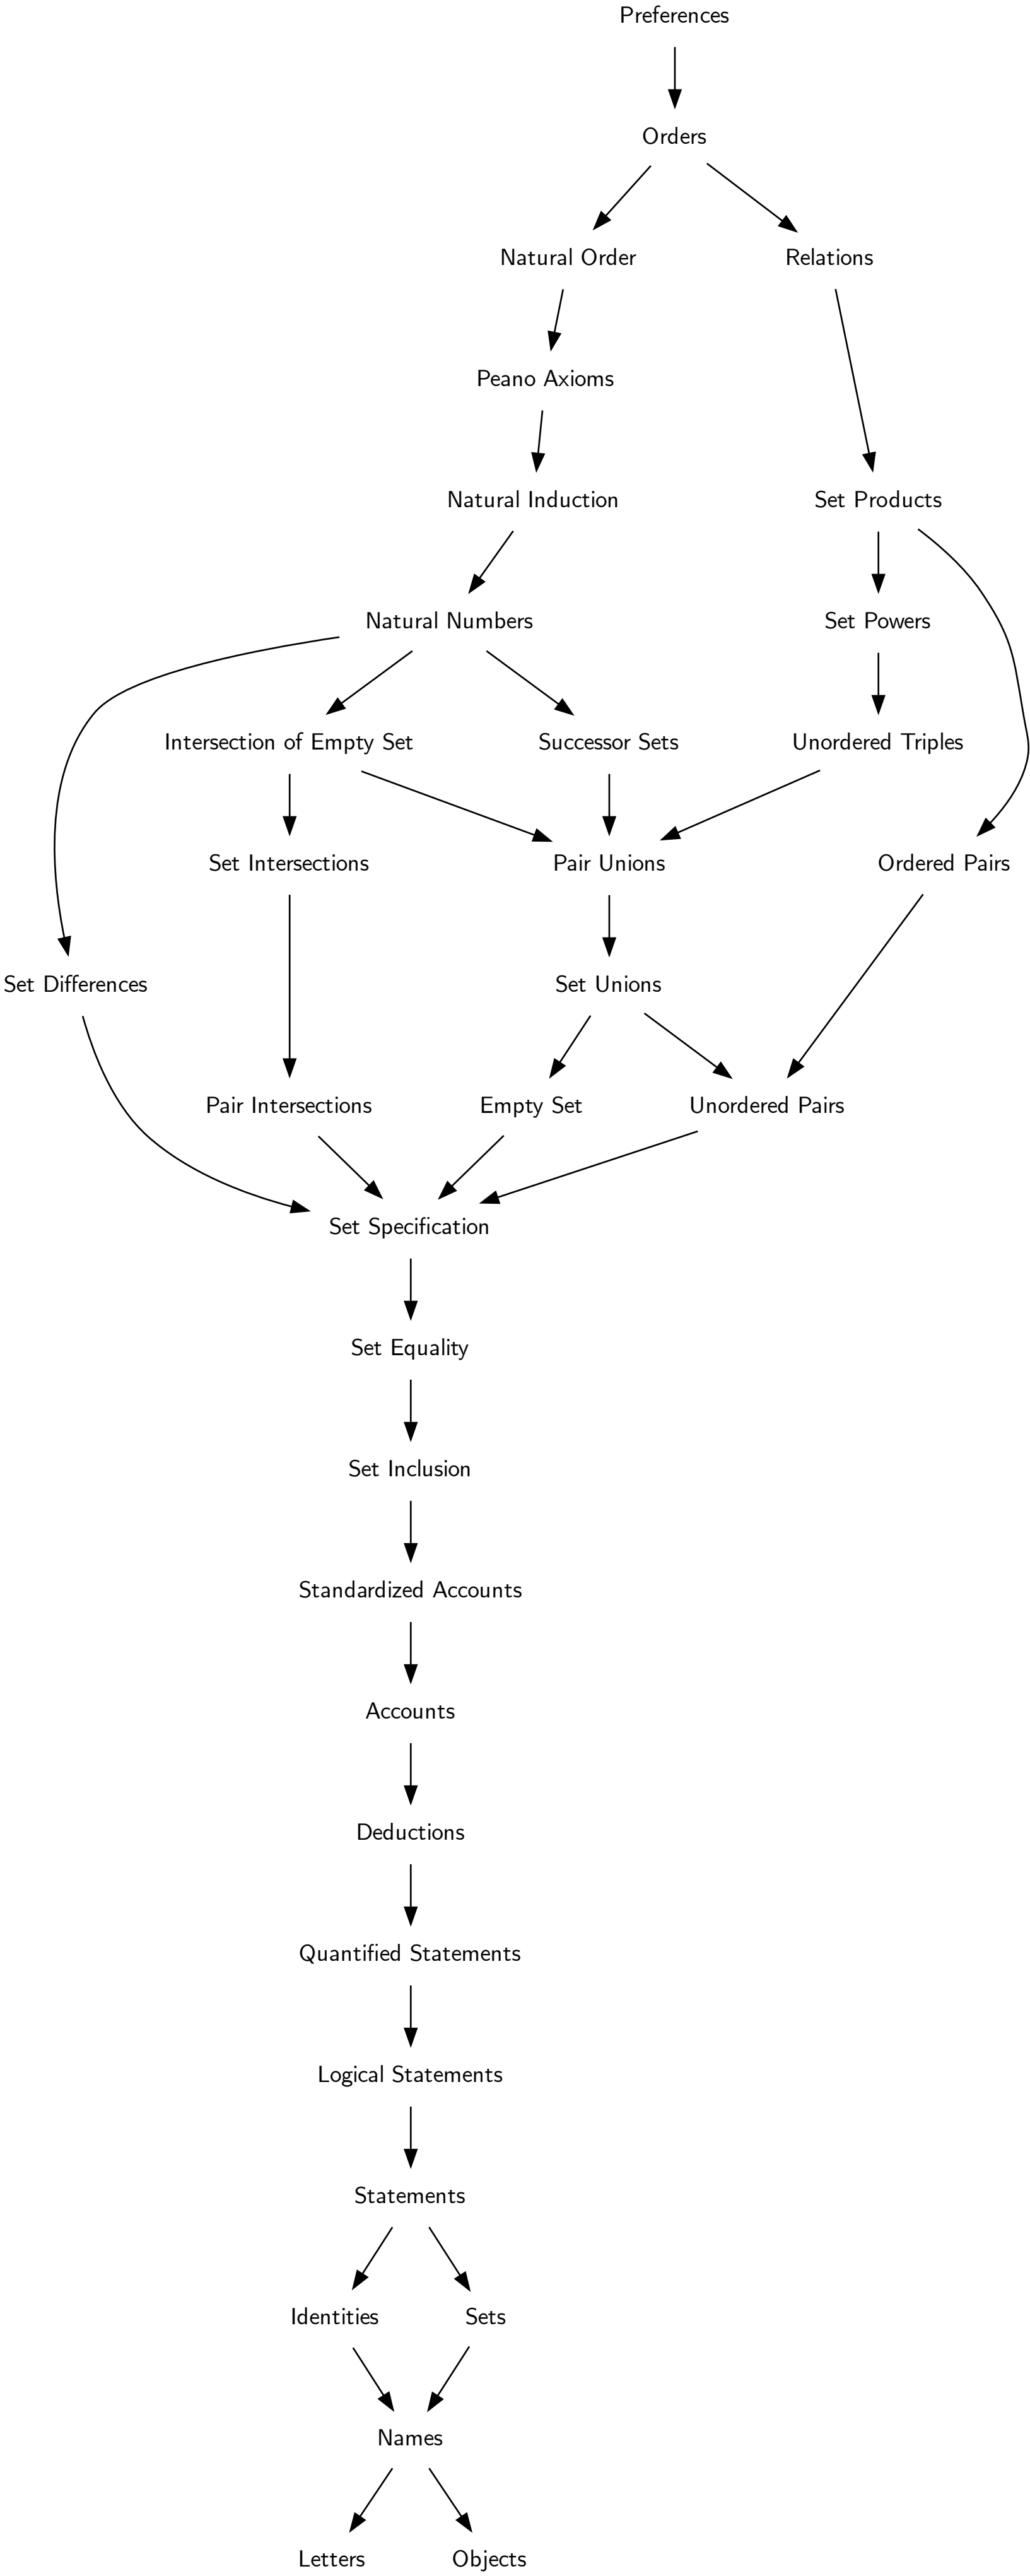 Preferences
Orders
Natural Order
Relations
Peano Axioms
Natural Induction
Set Products
Natural Numbers
Set Powers
Intersection of Empty Set
Successor Sets
Unordered Triples
Set Intersections
Pair Unions
Ordered Pairs
Set Differences
Set Unions
Pair Intersections
Empty Set
Unordered Pairs
Set Specification
Set Equality
Set Inclusion
Standardized Accounts
Accounts
Deductions
Quantified Statements
Logical Statements
Statements
Identities
Sets
Names
Letters
Objects